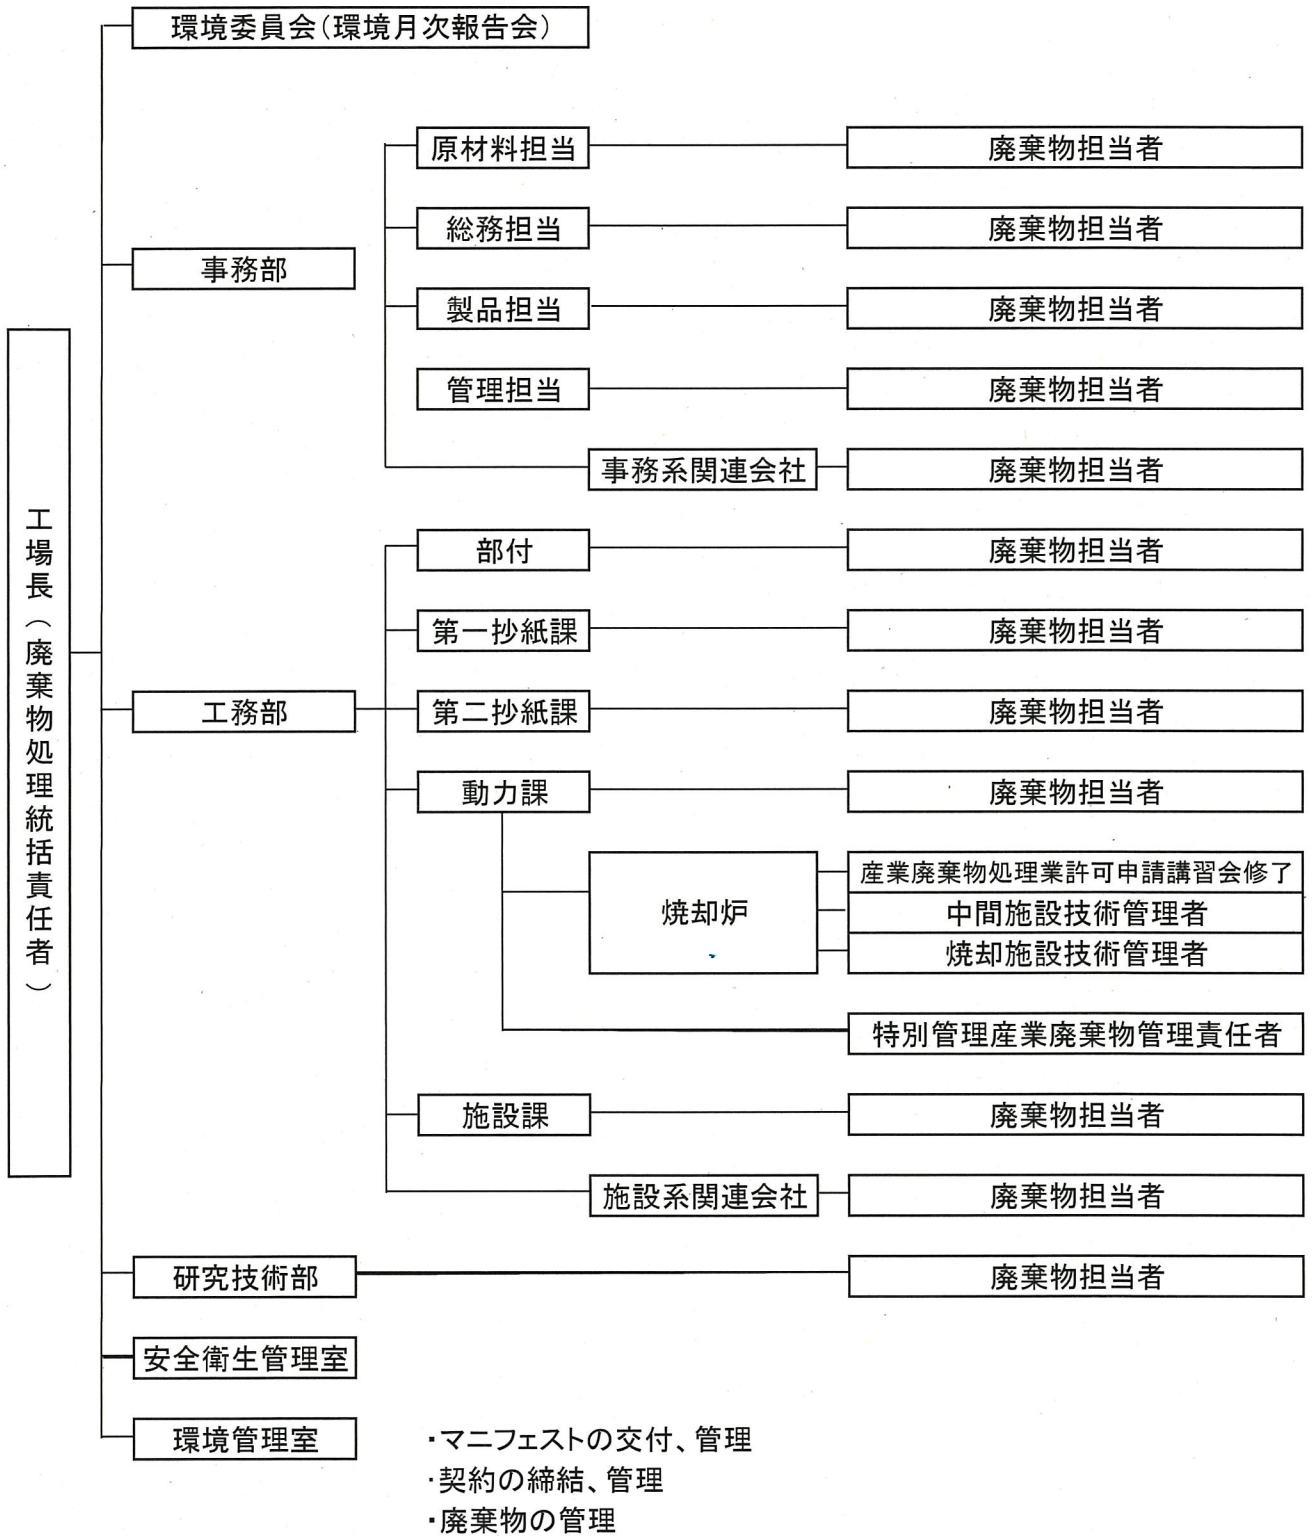 環境委員会(環境月次報告会)
原材料担当 廃棄物担当者
総務担当 廃棄物担当者
事務部
製品担当 廃棄物担当者
管理担当 廃棄物担当者
事務系関連会社 廃棄物担当者
工場長(廃棄物処理統括責任者)
部付 廃棄物担当者
第一抄紙課 廃棄物担当者
工務部 第二抄紙課 廃棄物担当者
動力課 廃棄物担当者
焼却炉
産業廃棄物処理業許可申請講習会修了
中間施設技術管理者
焼却施設技術管理者
特別管理産業廃棄物管理責任者
施設課 廃棄物担当者
施設系関連会社 廃棄物担当者
研究技術部 廃棄物担当者
安全衛生管理室
環境管理室
・マニフェストの交付、管理
・契約の締結、管理
・廃棄物の管理